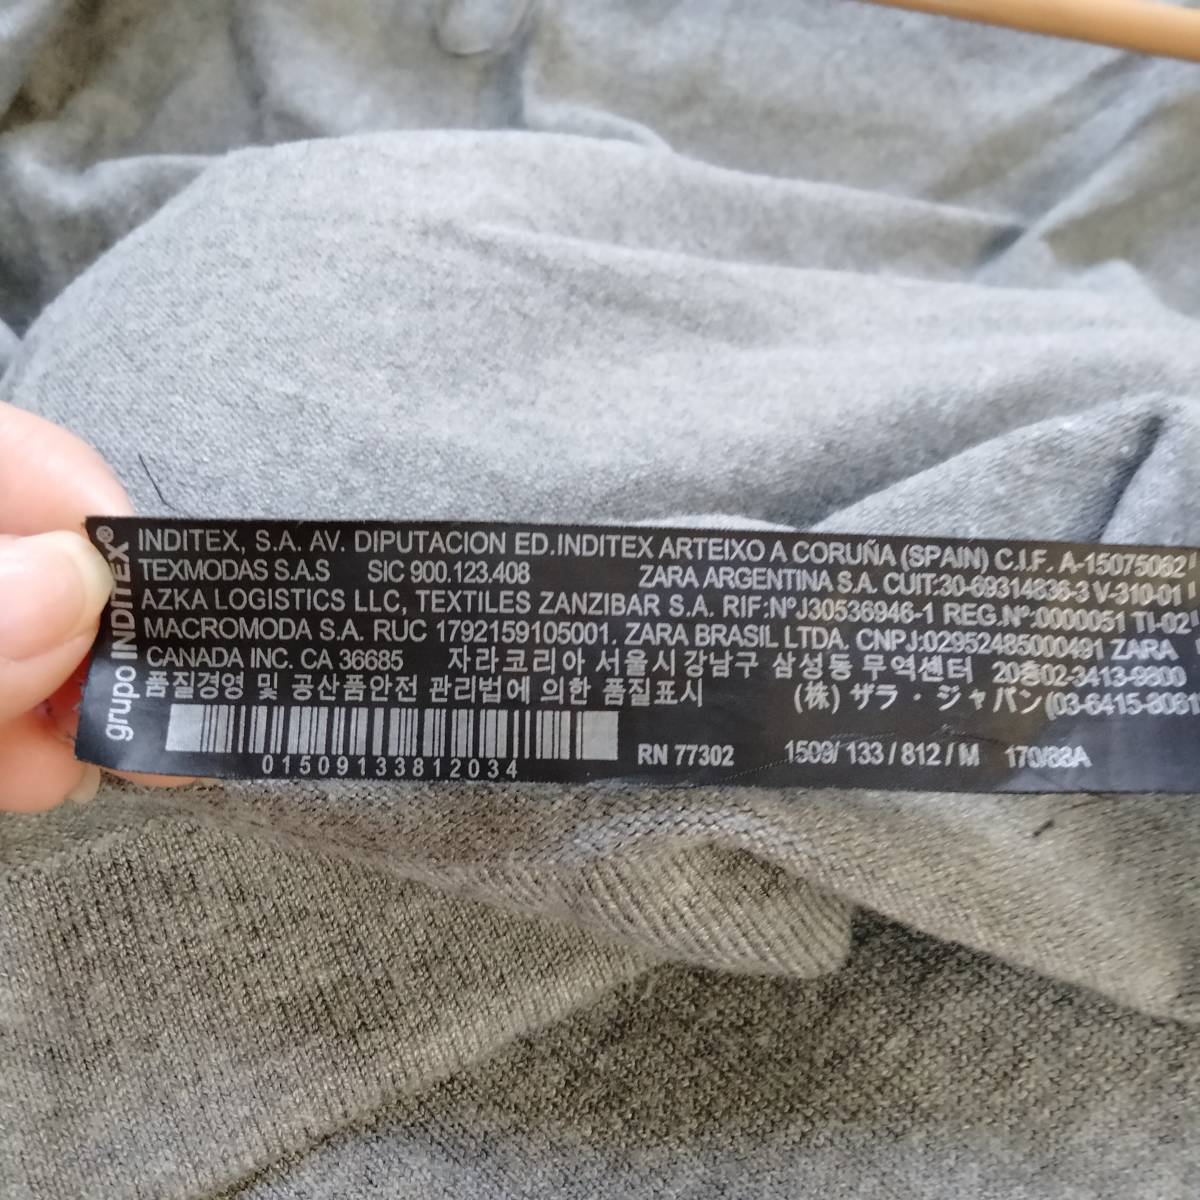 grupo INDITEX®
INDITEX, S.A. AV. DIPUTACION ED.INDITEX ARTEIXO A CORUÑA (SPAIN) C.I.F. A-15075062
TEXMODAS S.A.S SIC 900.123.408 ZARA ARGENTINA S.A. CUIT:30-69314836-3 V-310-01
AZKA LOGISTICS LLC, TEXTILES ZANZIBAR S.A. RIF:NºJ30536946-1 REG.Nº:0000051 TI-02
MACROMODA S.A. RUC 1792159105001. ZARA BRASIL LTDA. CNPJ:02952485000491 ZARA
CANADA INC. CA 36685 자라코리아 서울시 강남구 삼성동 무역센터 20층02-3413-9800
품질경영 및 공산품안전 관리법에 의한 품질표시 (株) ザラ・ジャパン(03-6415-8081
01509133812034 RN 77302 1509/ 133 / 812 / M 170/88A